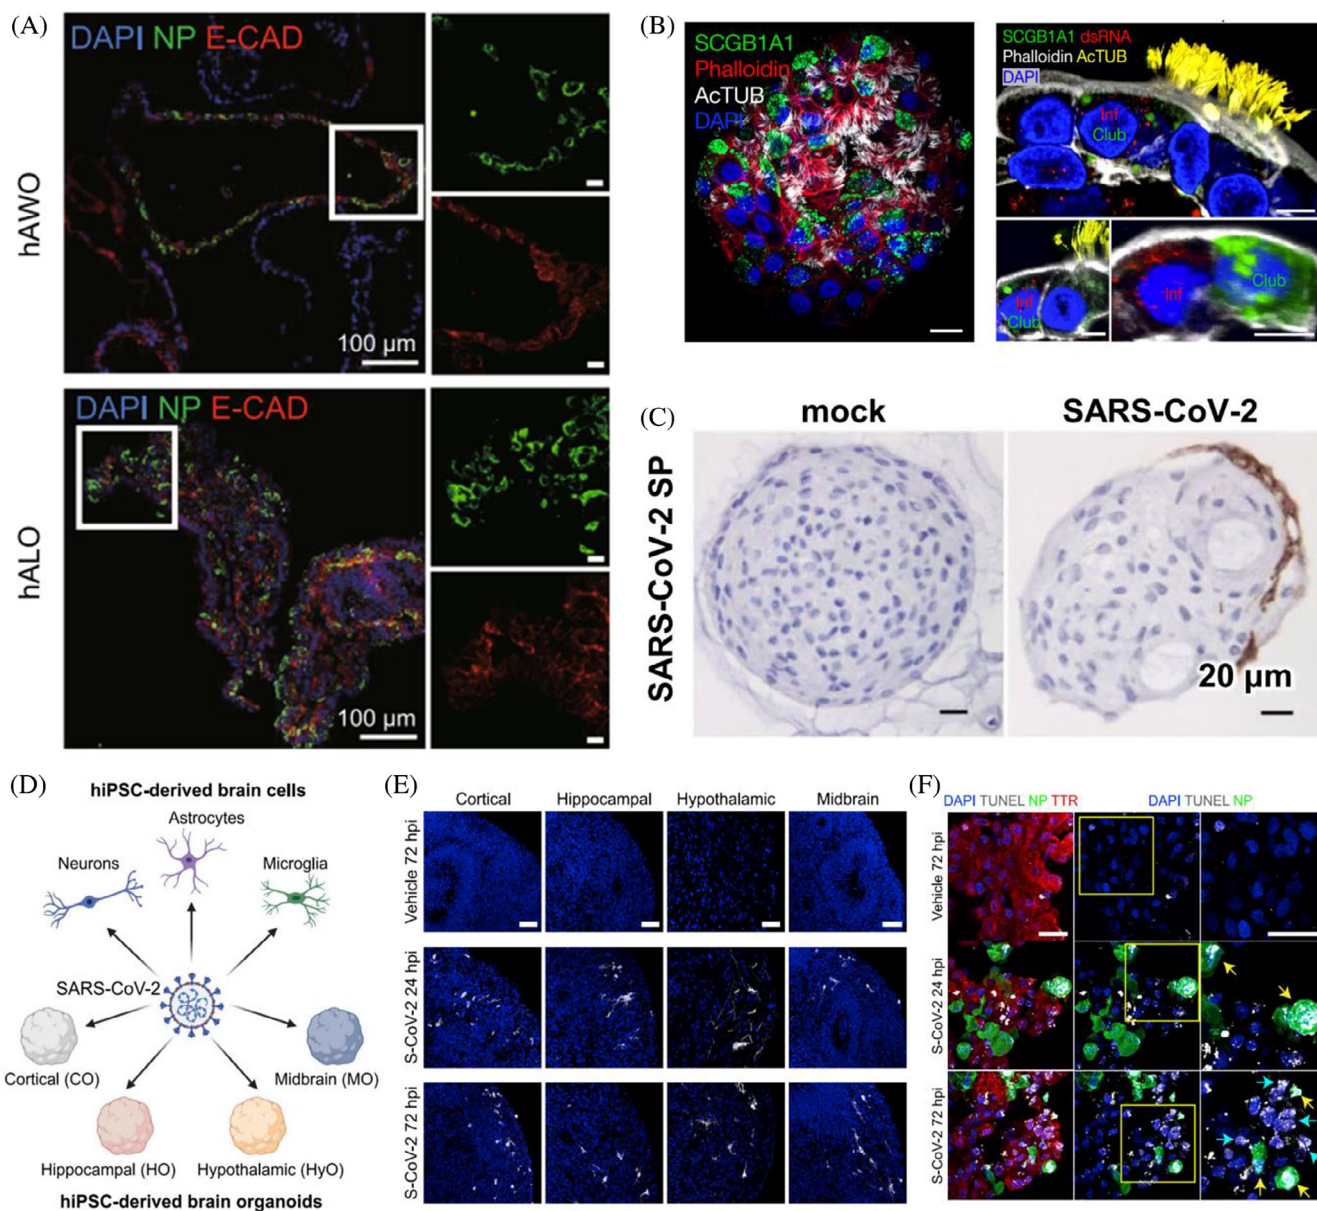 (A)
DAPI NP E-CAD
hAWO
100 µm
DAPI NP E-CAD
hALO
100 µm
(B)
SCGB1A1
Phalloidin
AcTUB
DAPI
SCGB1A1 dsRNA
Phalloidin AcTUB
DAPI
Inf
Club
Inf
Club
Inf
Club
(C)
mock
SARS-CoV-2
SARS-CoV-2 SP
20 µm
(D)
hiPSC-derived brain cells
Astrocytes
Neurons
Microglia
SARS-CoV-2
Cortical (CO)
Midbrain (MO)
Hippocampal (HO)
Hypothalamic (HyO)
hiPSC-derived brain organoids
(E)
Cortical
Hippocampal
Hypothalamic
Midbrain
Vehicle 72 hpi
S-CoV-2 24 hpi
S-CoV-2 72 hpi
(F)
DAPI TUNEL NP TTR
DAPI TUNEL NP
Vehicle 72 hpi
S-CoV-2 24 hpi
S-CoV-2 72 hpi